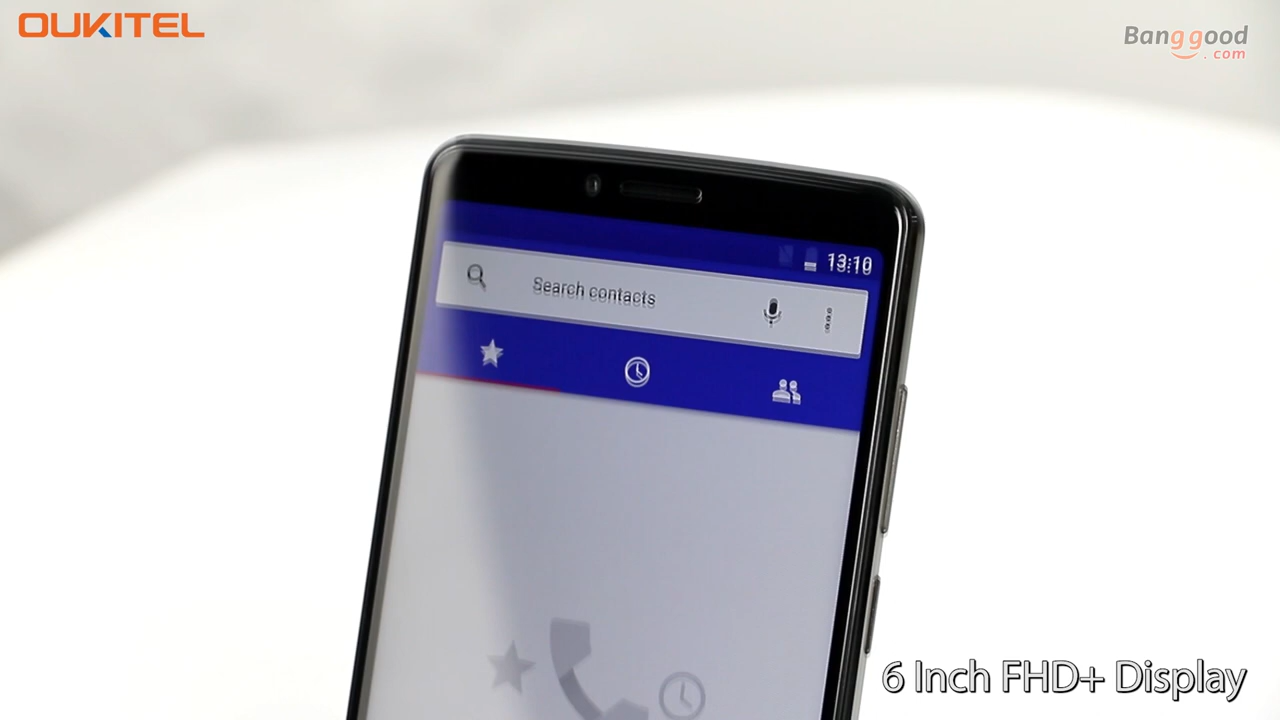 OUKITEL
Banggood
.com
13:10
Search contacts
6 Inch FHD+ Display